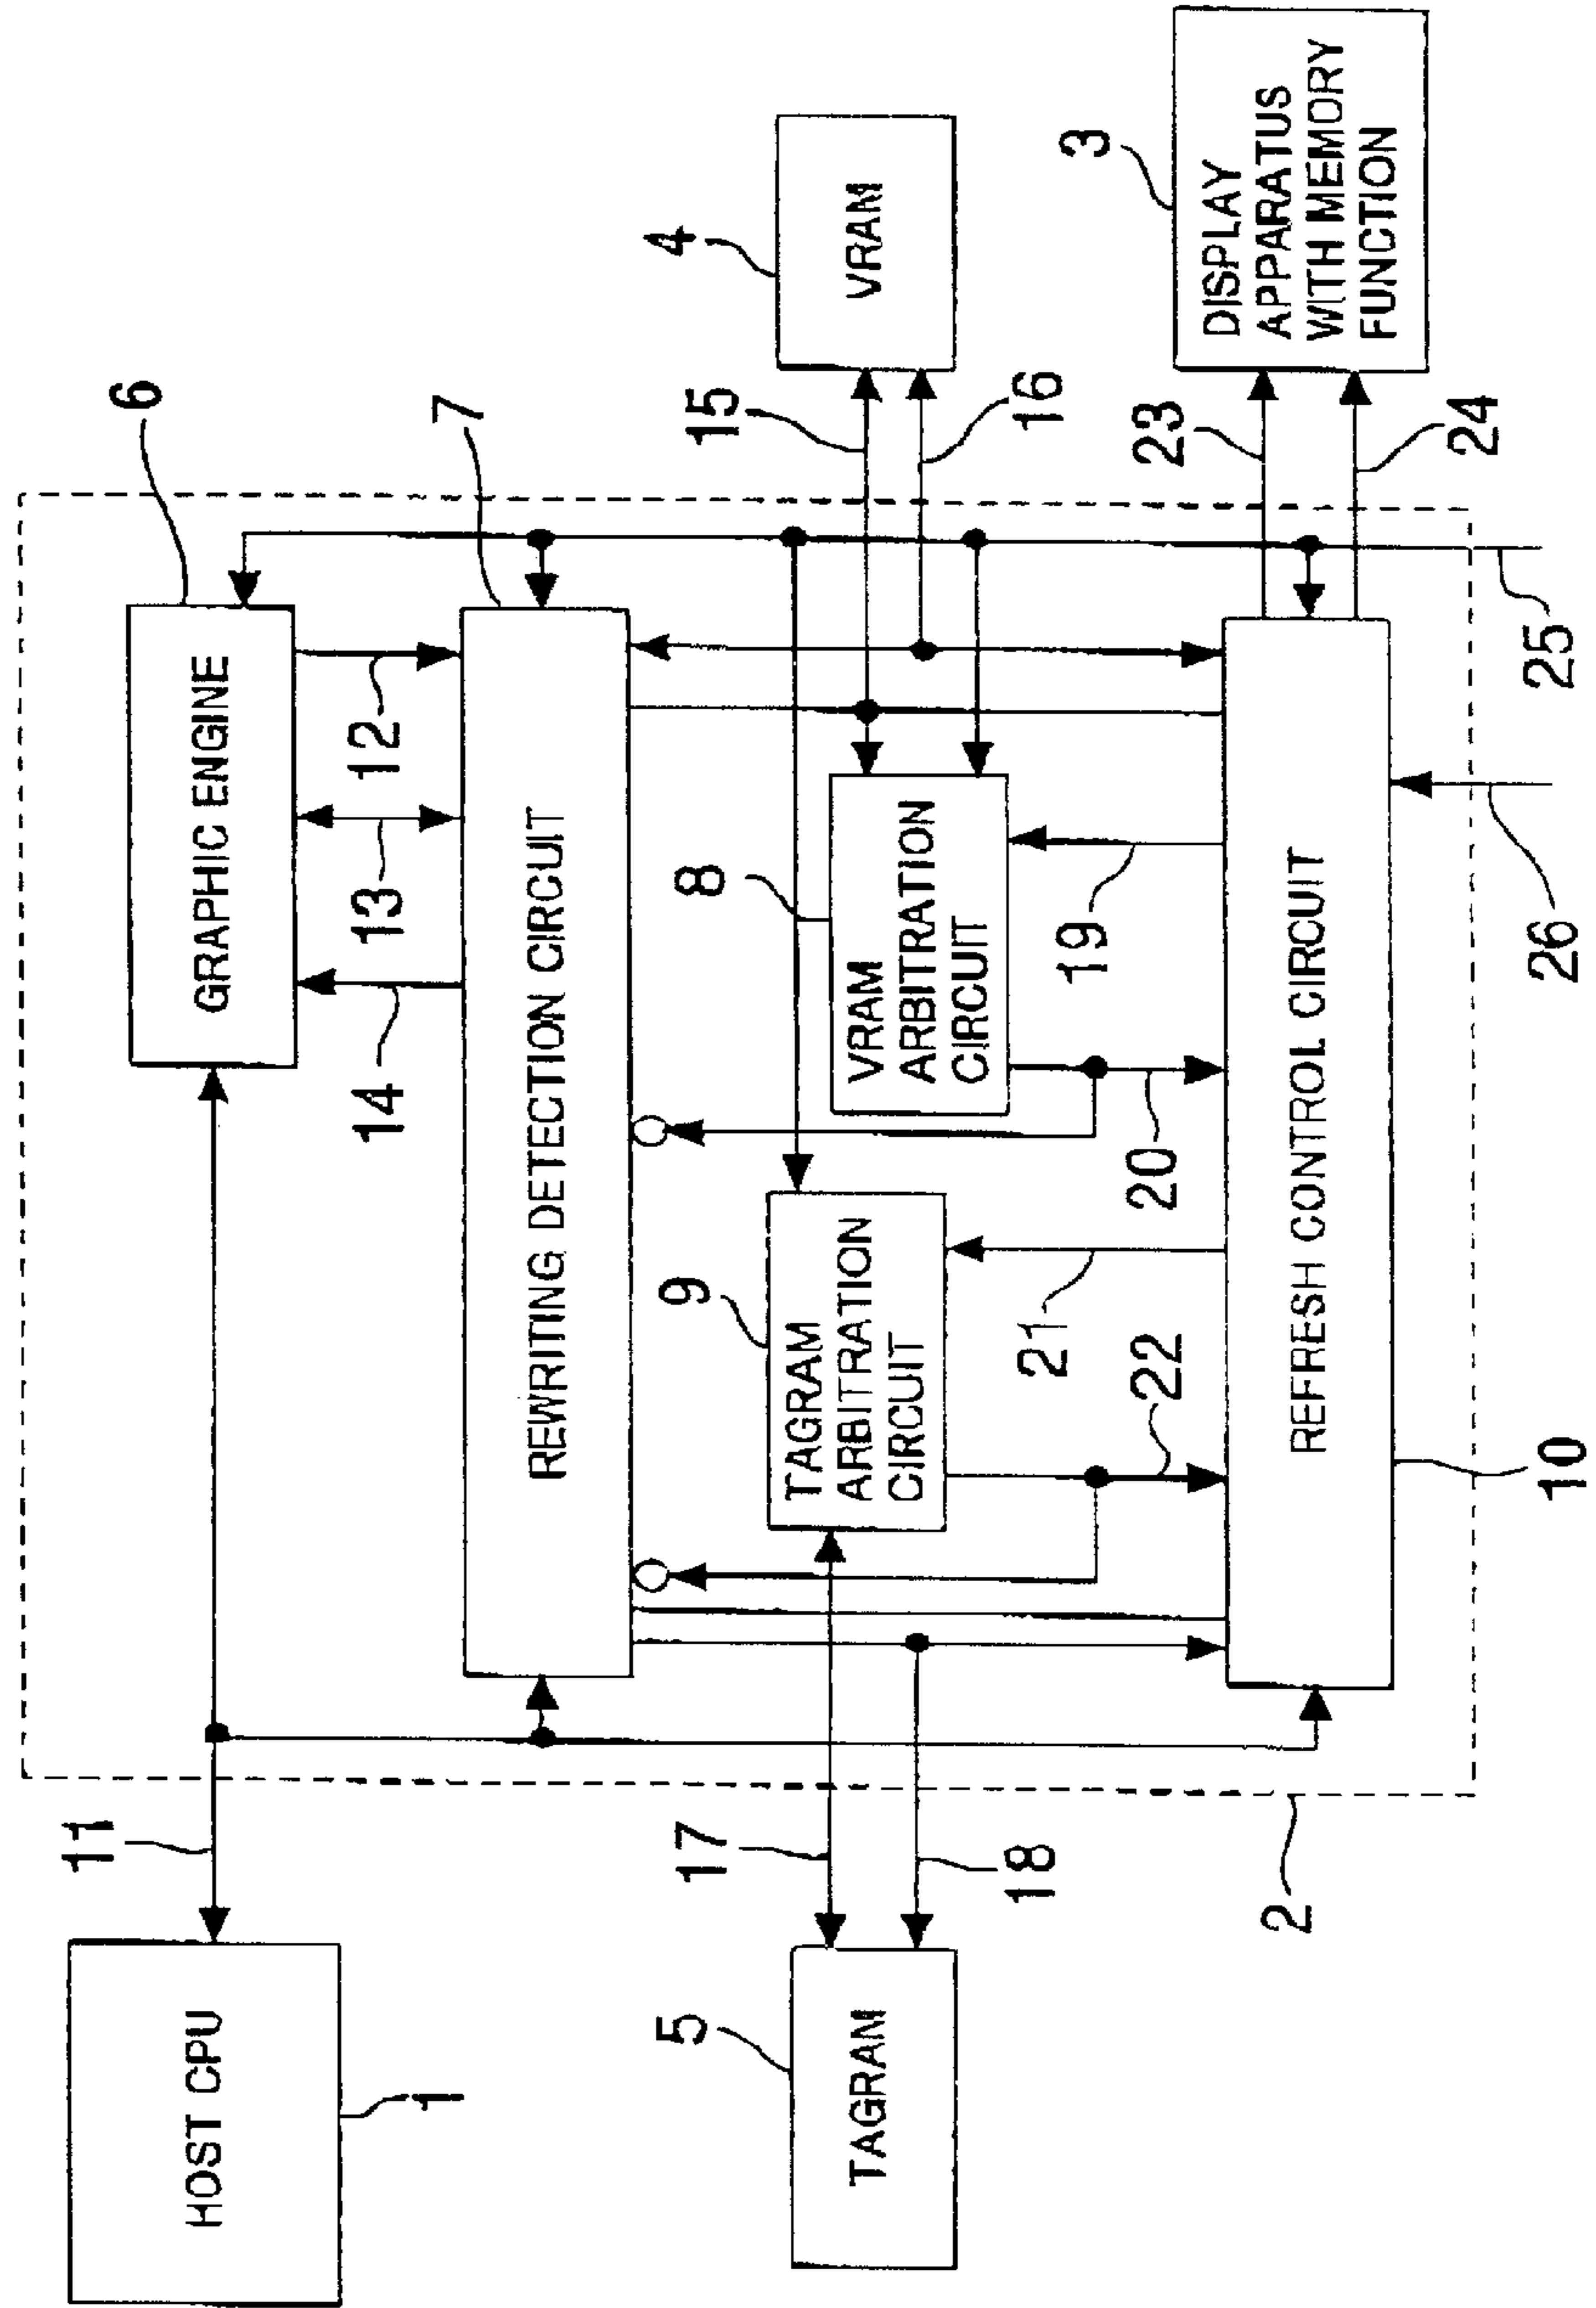 HOST CPU
1
11
GRAPHIC ENGINE
6
14
13
12
REWRITING DETECTION CIRCUIT
7
TAGRAM
5
17
18
TAGRAM
ARBITRATION
CIRCUIT
9
VRAM
ARBITRATION
CIRCUIT
8
15
16
VRAM
4
22
21
20
19
REFRESH CONTROL CIRCUIT
10
2
26
25
23
24
DISPLAY
APPARATUS
WITH MEMORY
FUNCTION
3